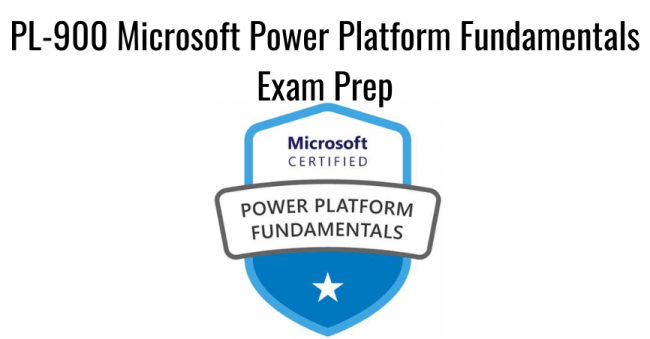 PL-900 Microsoft Power Platform Fundamentals
Exam Prep
Microsoft
CERTIFIED
POWER PLATFORM
FUNDAMENTALS